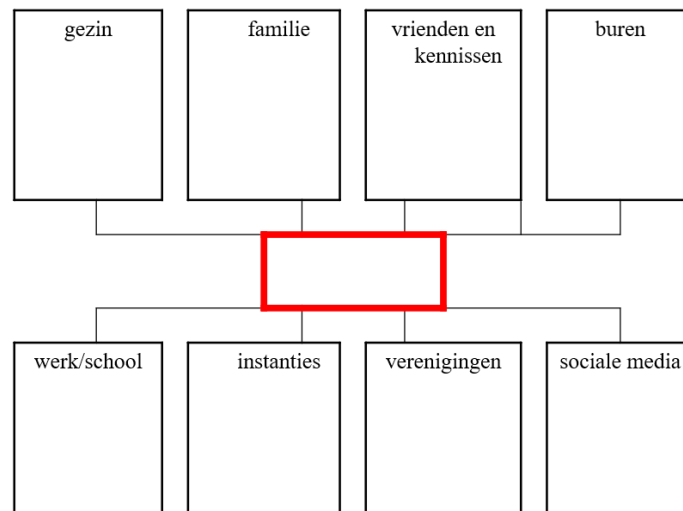 gezin
familie
vrienden en
kennissen
buren
werk/school
instanties
verenigingen
sociale media